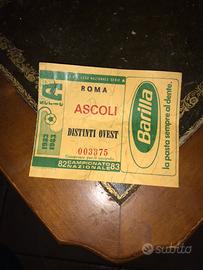 LEGA NAZIONALE SERIE A
ROMA
ASCOLI
DISTINTI OVEST
003375
82 CAMPIONATO 83
NAZIONALE
1983
Barilla
la pasta sempre al dente.
subito